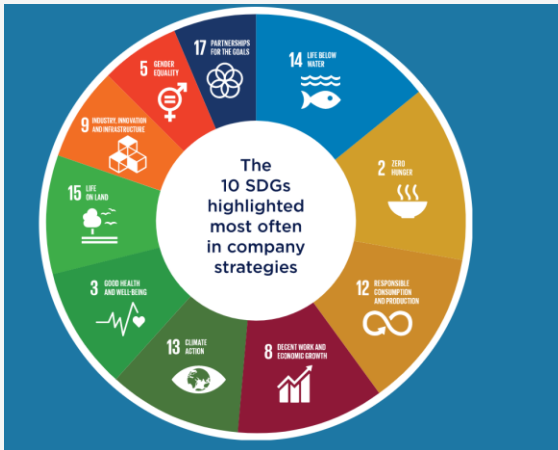 The
10 SDGs
highlighted
most often
in company
strategies
14 LIFE BELOW
WATER
2 ZERO
HUNGER
12 RESPONSIBLE
CONSUMPTION
AND PRODUCTION
8 DECENT WORK AND
ECONOMIC GROWTH
13 CLIMATE
ACTION
3 GOOD HEALTH
AND WELL-BEING
15 LIFE
ON LAND
9 INDUSTRY, INNOVATION
AND INFRASTRUCTURE
5 GENDER
EQUALITY
17 PARTNERSHIPS
FOR THE GOALS